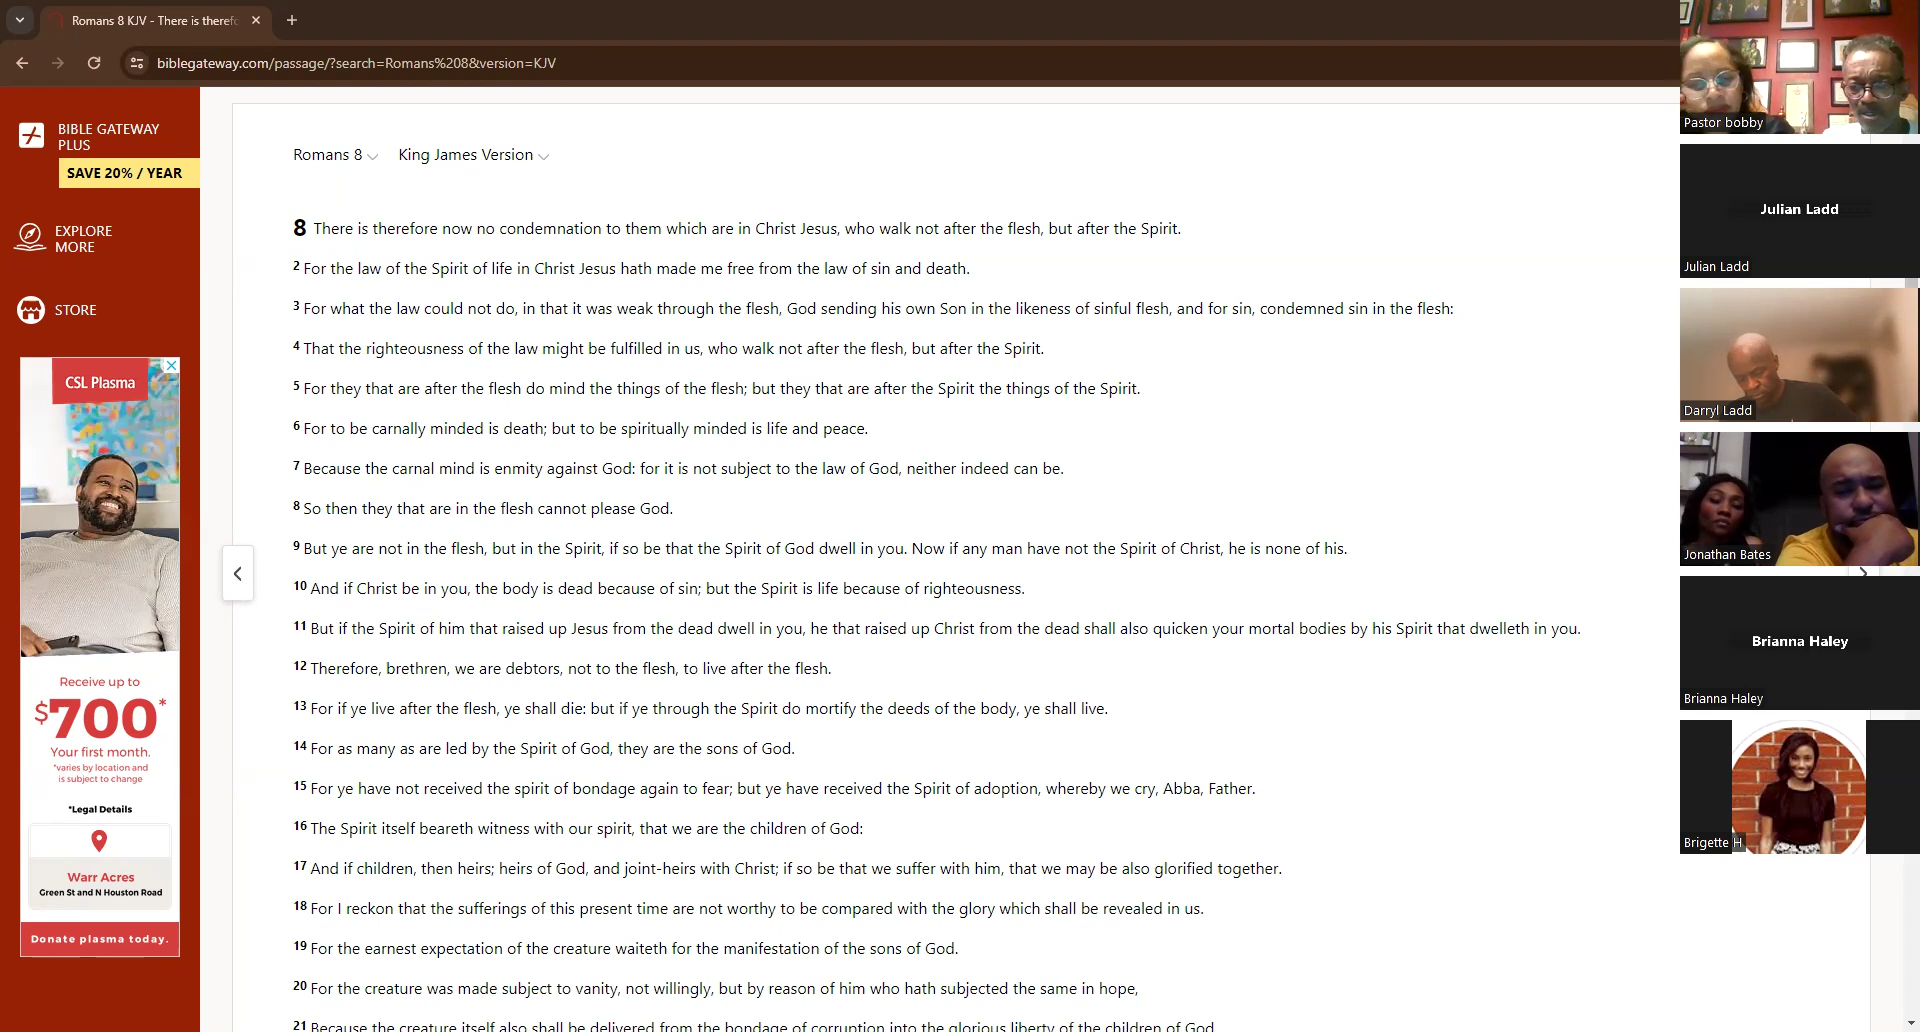 Romans 8 KJV - There is theref
biblegateway.com/passage/?search=Romans%208&version=KJV
BIBLE GATEWAY
PLUS
SAVE 20% / YEAR
EXPLORE
MORE
STORE
CSL Plasma
Receive up to
$700*
Your first month.
*varies by location and
is subject to change
*Legal Details
Warr Acres
Green St and N Houston Road
Donate plasma today.
Romans 8 King James Version
8 There is therefore now no condemnation to them which are in Christ Jesus, who walk not after the flesh, but after the Spirit.
2 For the law of the Spirit of life in Christ Jesus hath made me free from the law of sin and death.
3 For what the law could not do, in that it was weak through the flesh, God sending his own Son in the likeness of sinful flesh, and for sin, condemned sin in the flesh:
4 That the righteousness of the law might be fulfilled in us, who walk not after the flesh, but after the Spirit.
5 For they that are after the flesh do mind the things of the flesh; but they that are after the Spirit the things of the Spirit.
6 For to be carnally minded is death; but to be spiritually minded is life and peace.
7 Because the carnal mind is enmity against God: for it is not subject to the law of God, neither indeed can be.
8 So then they that are in the flesh cannot please God.
9 But ye are not in the flesh, but in the Spirit, if so be that the Spirit of God dwell in you. Now if any man have not the Spirit of Christ, he is none of his.
10 And if Christ be in you, the body is dead because of sin; but the Spirit is life because of righteousness.
11 But if the Spirit of him that raised up Jesus from the dead dwell in you, he that raised up Christ from the dead shall also quicken your mortal bodies by his Spirit that dwelleth in you.
12 Therefore, brethren, we are debtors, not to the flesh, to live after the flesh.
13 For if ye live after the flesh, ye shall die: but if ye through the Spirit do mortify the deeds of the body, ye shall live.
14 For as many as are led by the Spirit of God, they are the sons of God.
15 For ye have not received the spirit of bondage again to fear; but ye have received the Spirit of adoption, whereby we cry, Abba, Father.
16 The Spirit itself beareth witness with our spirit, that we are the children of God:
17 And if children, then heirs; heirs of God, and joint-heirs with Christ; if so be that we suffer with him, that we may be also glorified together.
18 For I reckon that the sufferings of this present time are not worthy to be compared with the glory which shall be revealed in us.
19 For the earnest expectation of the creature waiteth for the manifestation of the sons of God.
20 For the creature was made subject to vanity, not willingly, but by reason of him who hath subjected the same in hope,
21 Because the creature itself also shall be delivered from the bondage of corruption into the glorious liberty of the children of God
Pastor bobby
Julian Ladd
Julian Ladd
Darryl Ladd
Jonathan Bates
Brianna Haley
Brianna Haley
Brigette H